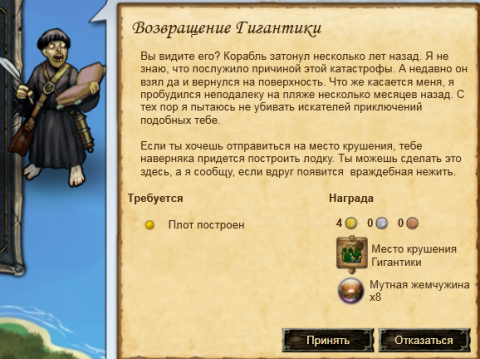 Возвращение Гигантики
Вы видите его? Корабль затонул несколько лет назад. Я не
знаю, что послужило причиной этой катастрофы. А недавно он
взял да и вернулся на поверхность. Что же касается меня, я
пробудился неподалеку на пляже несколько месяцев назад. С
тех пор я пытаюсь не убивать искателей приключений
подобных тебе.
Если ты хочешь отправиться на место крушения, тебе
наверняка придется построить лодку. Ты можешь сделать это
здесь, а я сообщу, если вдруг появится враждебная нежить.
Требуется
Плот построен
Награда
4 0 0
Место крушения
Гигантики
Мутная жемчужина
x8
Принять
Отказаться